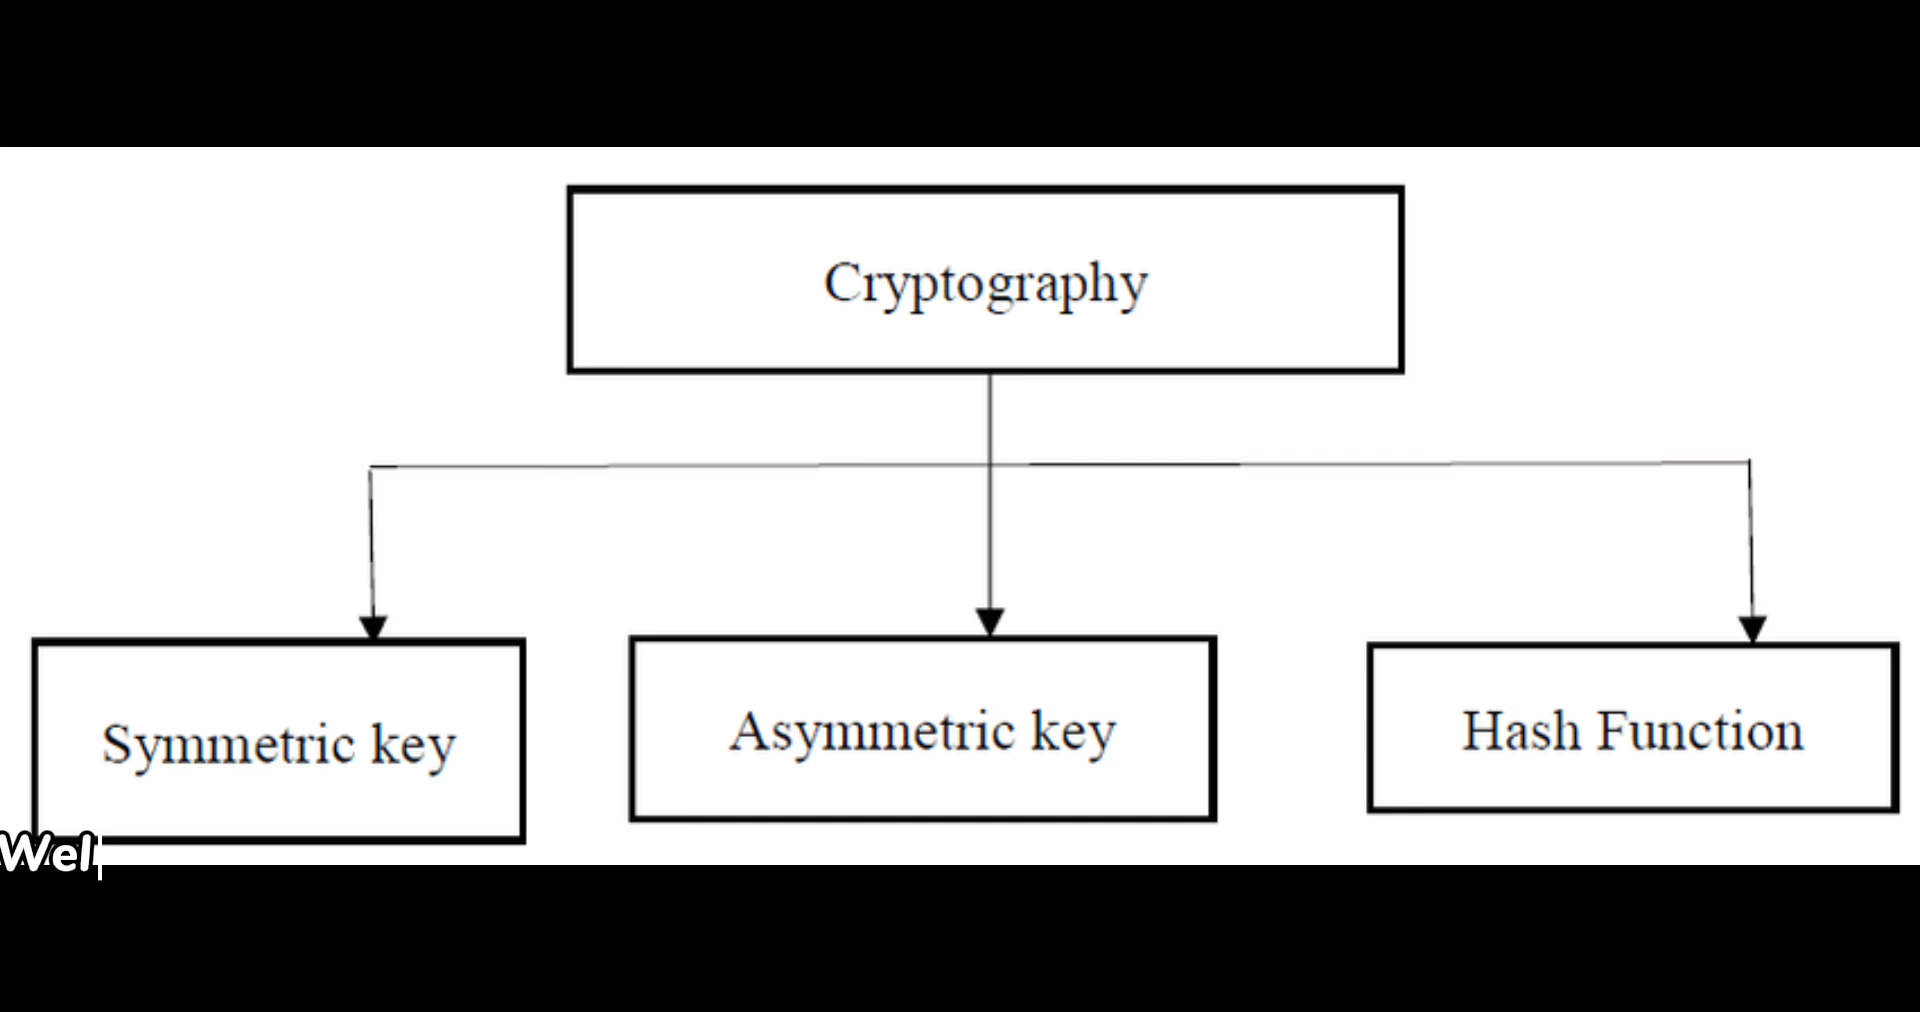 Cryptography
Symmetric key
Asymmetric key
Hash Function
Wel